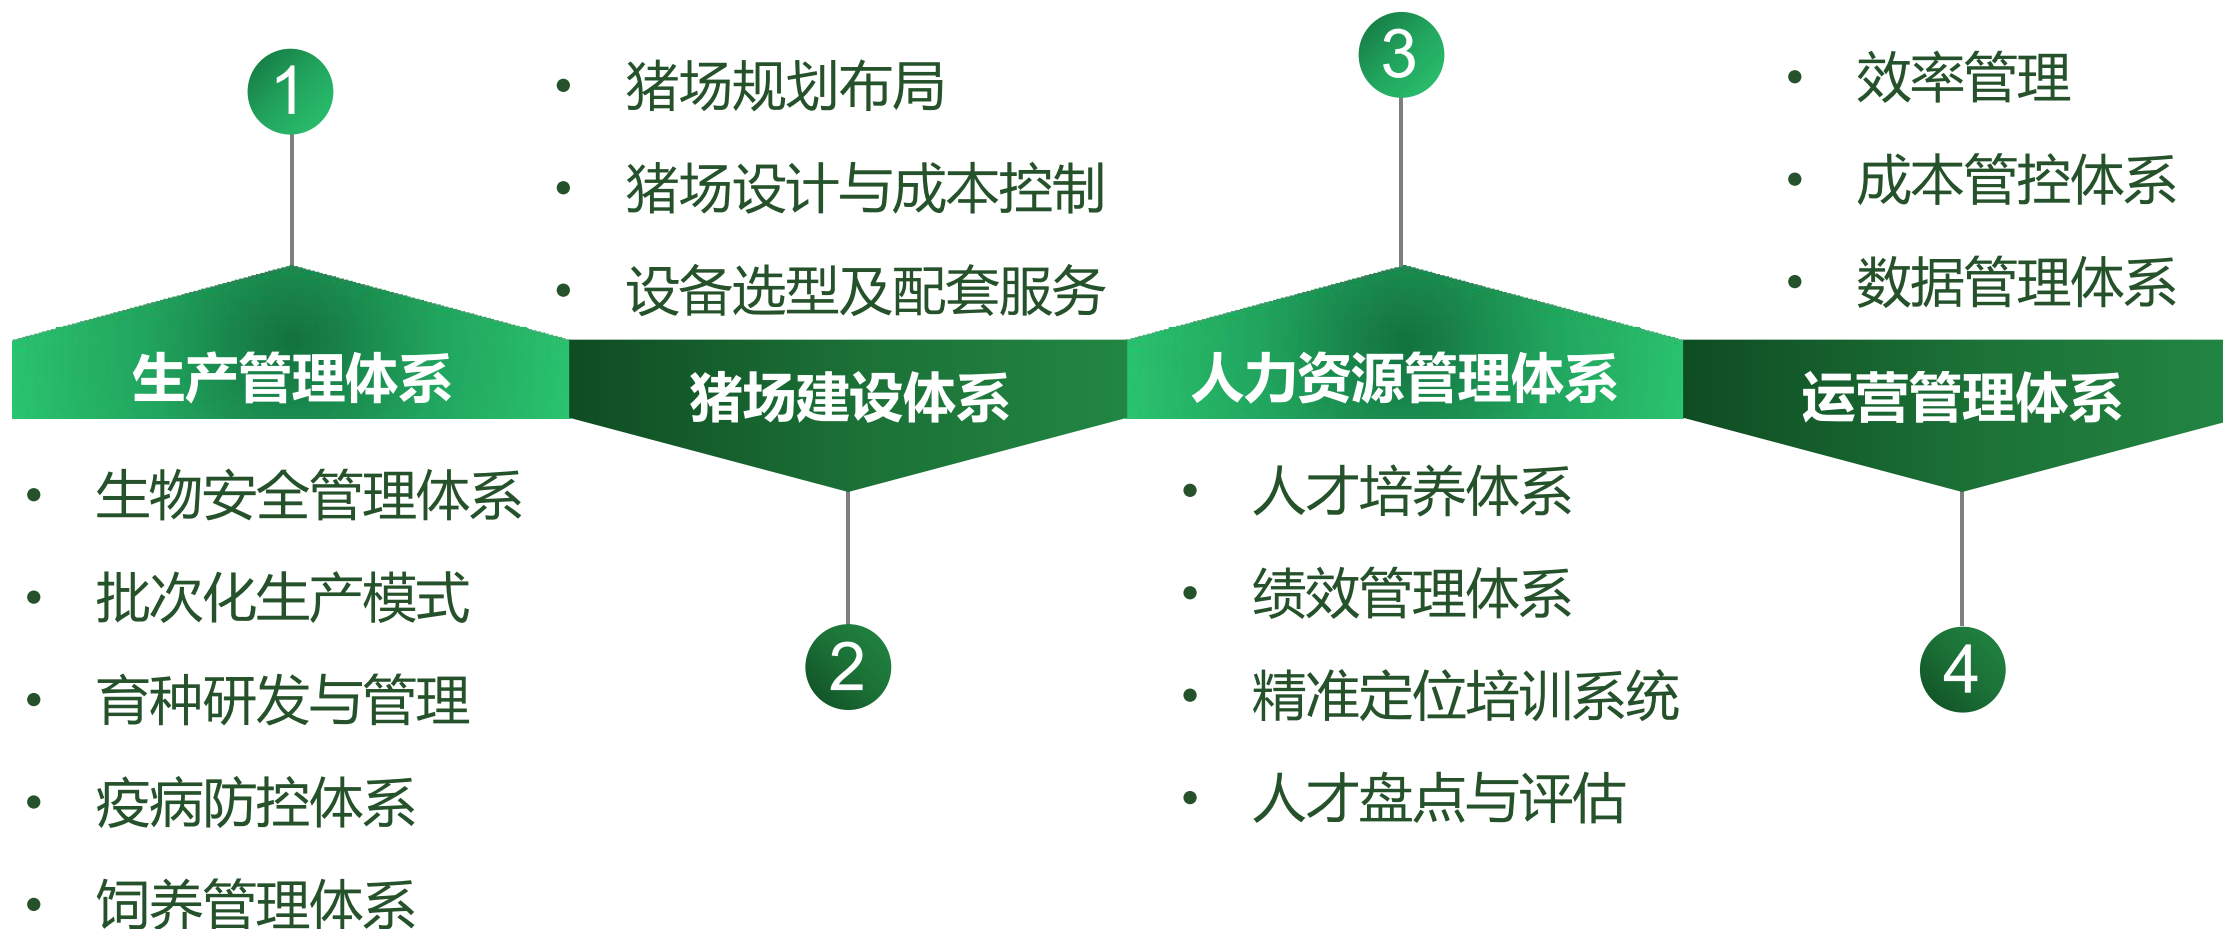 1
生产管理体系
• 生物安全管理体系
• 批次化生产模式
• 育种研发与管理
• 疫病防控体系
• 饲养管理体系
• 猪场规划布局
• 猪场设计与成本控制
• 设备选型及配套服务
猪场建设体系
2
3
人力资源管理体系
• 人才培养体系
• 绩效管理体系
• 精准定位培训系统
• 人才盘点与评估
• 效率管理
• 成本管控体系
• 数据管理体系
运营管理体系
4